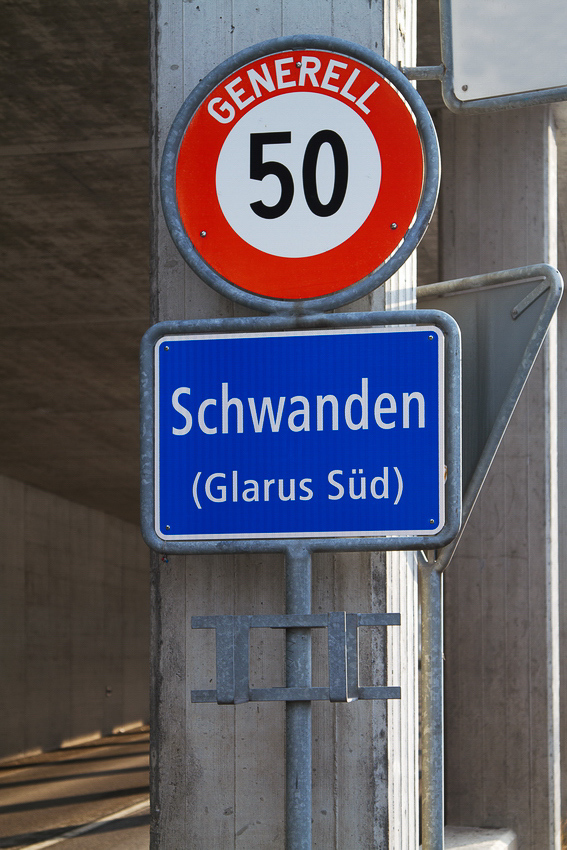 GENERELL
50
Schwanden
(Glarus Süd)